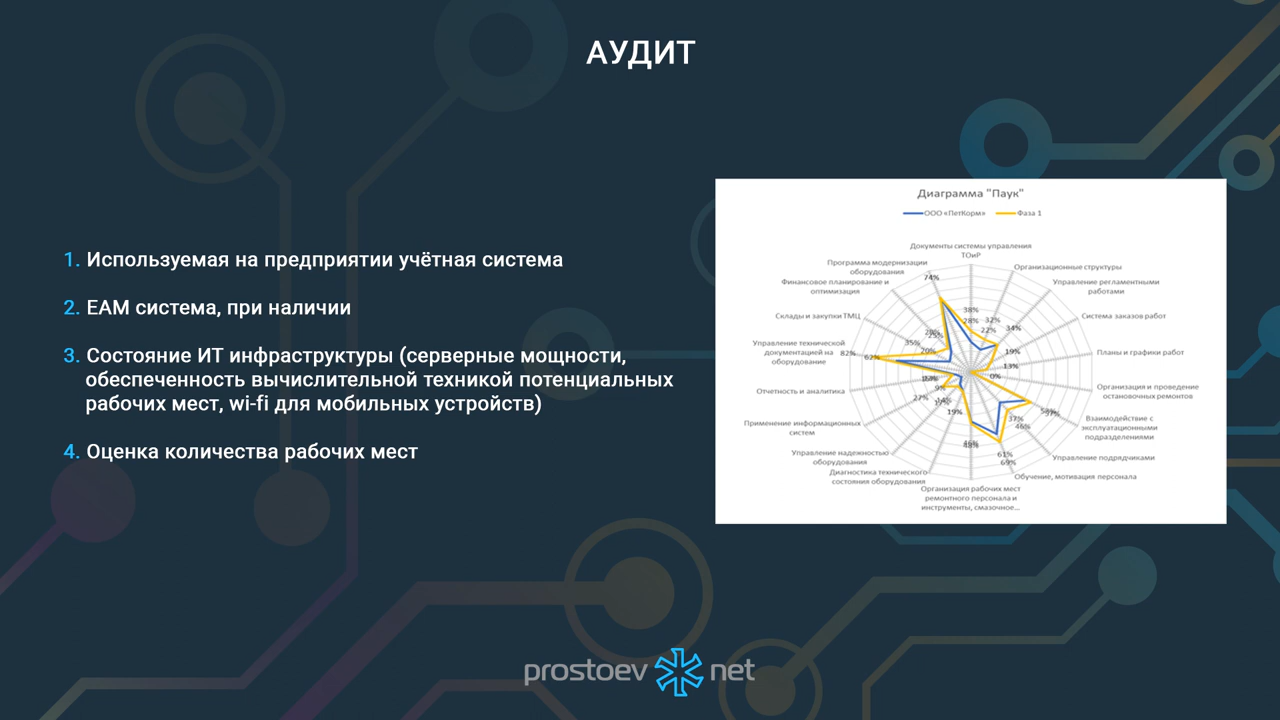 АУДИТ
1. Используемая на предприятии учётная система
2. ЕАМ система, при наличии
3. Состояние ИТ инфраструктуры (серверные мощности,
обеспеченность вычислительной техникой потенциальных
рабочих мест, wi-fi для мобильных устройств)
4. Оценка количества рабочих мест
Диаграмма "Паук"
ООО «ПетКорм»
Фаза 1
Документы системы управления
ТОиР
Организационные структуры
Управление регламентными
работами
Система заказов работ
Планы и графики работ
Организация и проведение
остановочных ремонтов
Взаимодействие с
эксплуатационными
подразделениями
Управление подрядчиками
Обучение, мотивация персонала
Организация рабочих мест
ремонтного персонала и
инструменты, смазочное...
Диагностика технического
состояния оборудования
Управление надежностью
оборудования
Применение информационных
систем
Отчетность и аналитика
Управление технической
документацией на
оборудование
Склады и закупки ТМЦ
Финансовое планирование и
оптимизация
Программа модернизации
оборудования
74%
38%
28%
32%
22%
34%
19%
13%
0%
37%
46%
61%
69%
19%
27%
9%
82%
62%
35%
20%
prostoev net